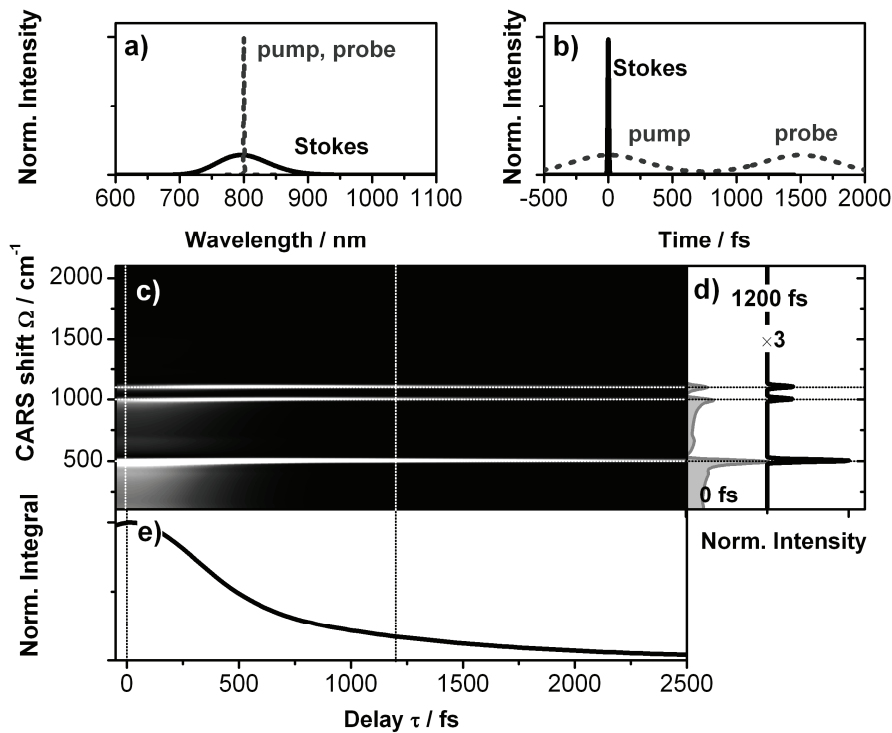 a)
pump, probe
Stokes
Norm. Intensity
600 700 800 900 1000 1100
Wavelength / nm
b)
Stokes
pump
probe
Norm. Intensity
-500 0 500 1000 1500 2000
Time / fs
CARS shift Ω / cm-1
2000
1500
1000
500
c)
d)
1200 fs
×3
0 fs
Norm. Intensity
e)
Norm. Integral
0 500 1000 1500 2000 2500
Delay τ / fs